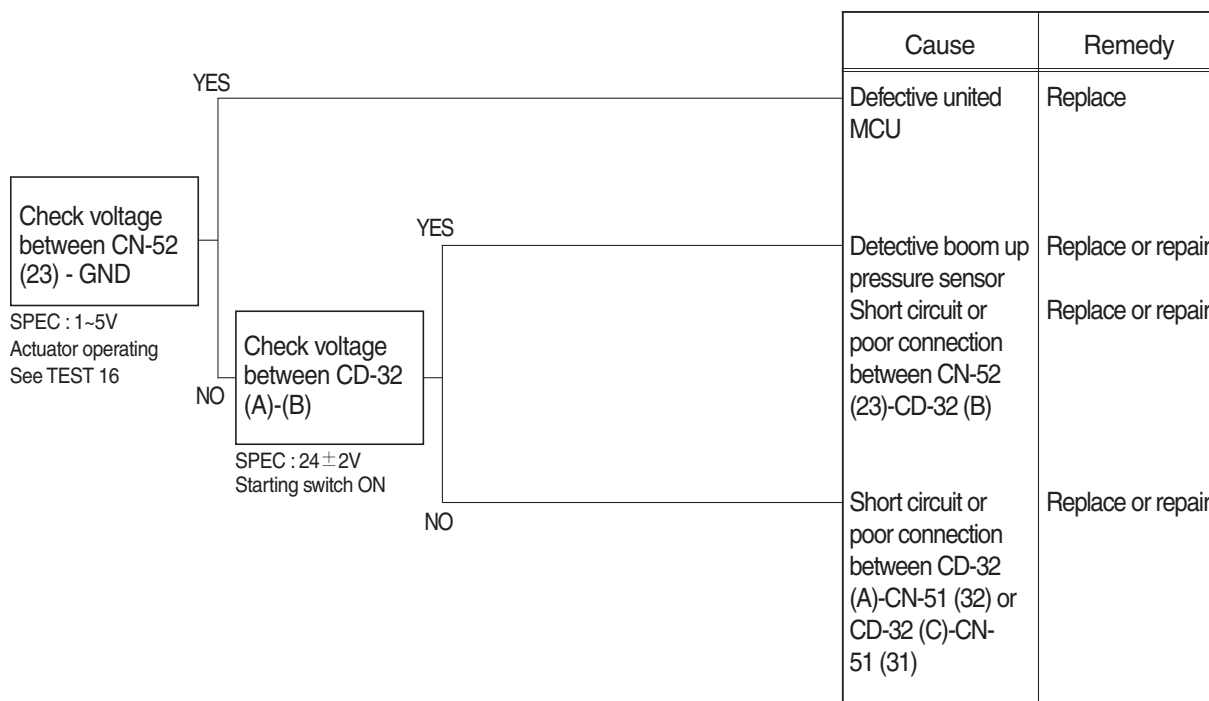 Cause Remedy
YES
Defective united Replace
MCU
Check voltage
between CN-52
(23) - GND
SPEC : 1~5V
Actuator operating
See TEST 16
NO
YES
Detective boom up Replace or repair
pressure sensor
Short circuit or Replace or repair
poor connection
between CN-52
(23)-CD-32 (B)
Check voltage
between CD-32
(A)-(B)
SPEC : 24±2V
Starting switch ON
NO
Short circuit or Replace or repair
poor connection
between CD-32
(A)-CN-51 (32) or
CD-32 (C)-CN-
51 (31)